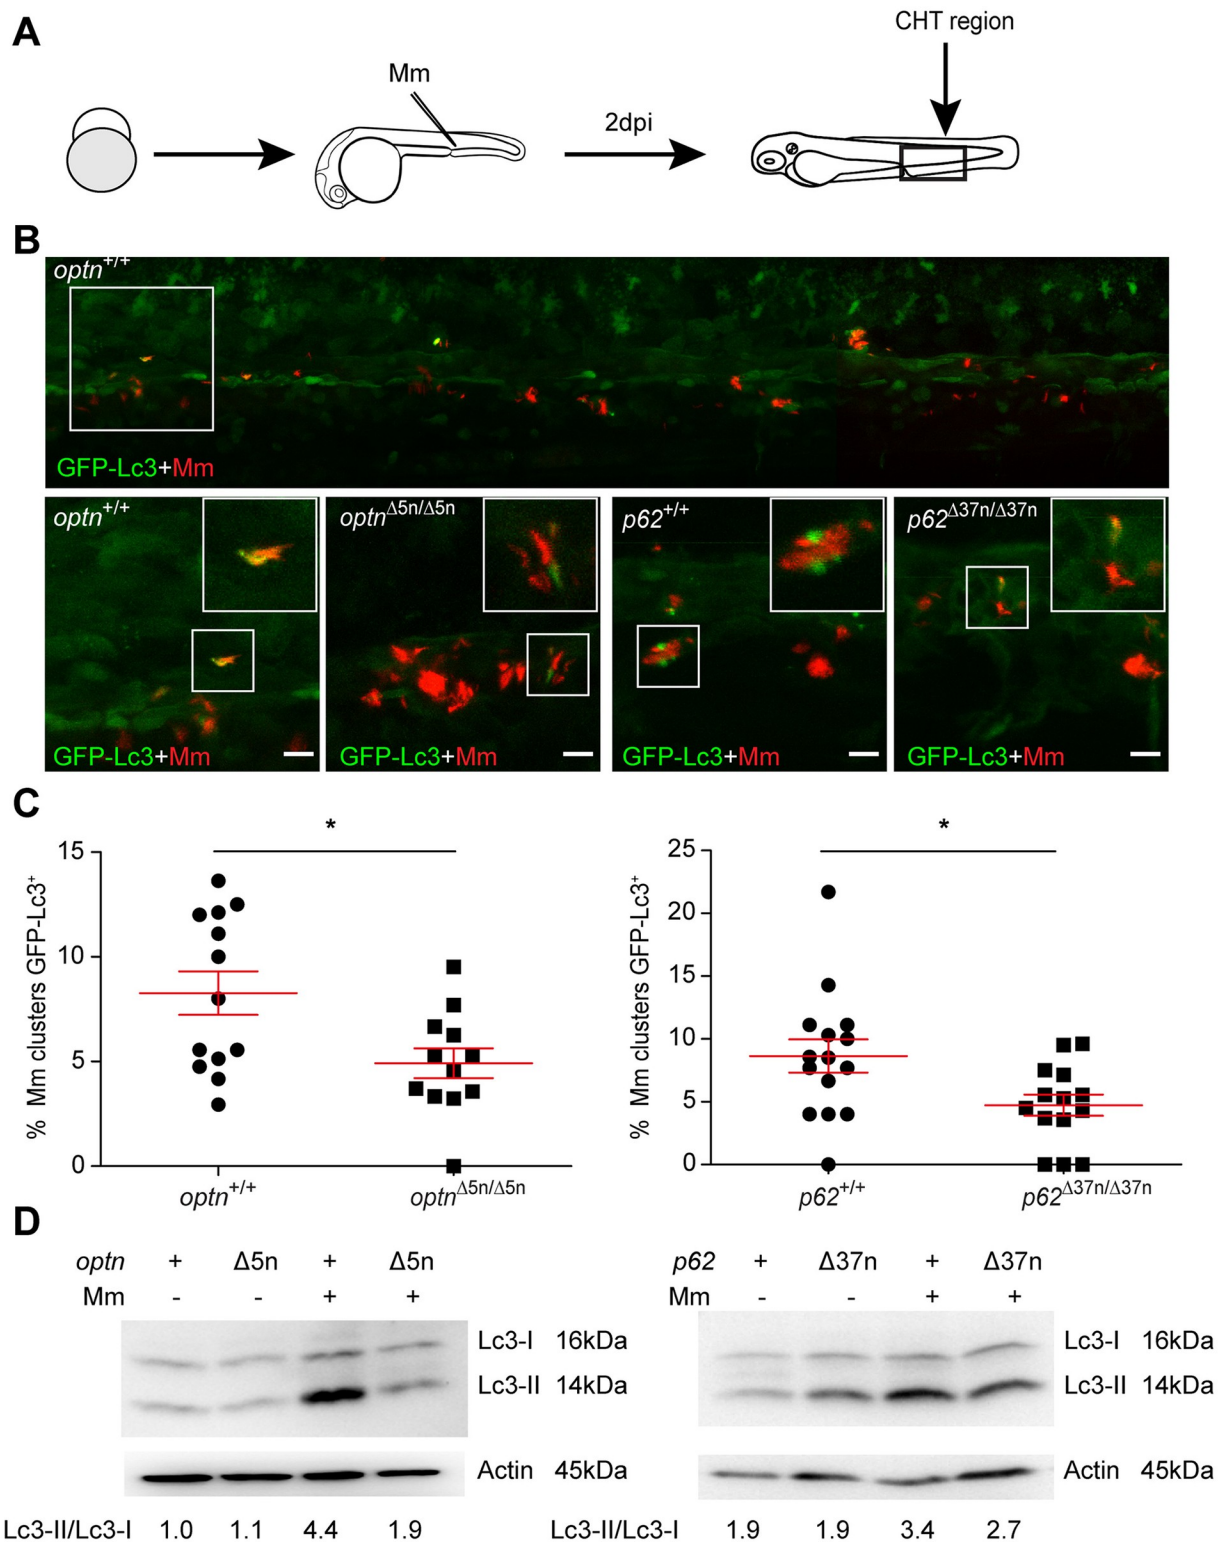 A
CHT region
Mm
2dpi
B
optn+/+
GFP-Lc3+Mm
optn+/+
optnΔ5n/Δ5n
p62+/+
p62Δ37n/Δ37n
GFP-Lc3+Mm
GFP-Lc3+Mm
GFP-Lc3+Mm
GFP-Lc3+Mm
C
*
*
% Mm clusters GFP-Lc3+
15
10
5
0
optn+/+
optnΔ5n/Δ5n
% Mm clusters GFP-Lc3+
25
20
15
10
5
0
p62+/+
p62Δ37n/Δ37n
D
optn + Δ5n + Δ5n
Mm - - + +
Lc3-I 16kDa
Lc3-II 14kDa
Actin 45kDa
Lc3-II/Lc3-I 1.0 1.1 4.4 1.9
p62 + Δ37n + Δ37n
Mm - - + +
Lc3-I 16kDa
Lc3-II 14kDa
Actin 45kDa
Lc3-II/Lc3-I 1.9 1.9 3.4 2.7